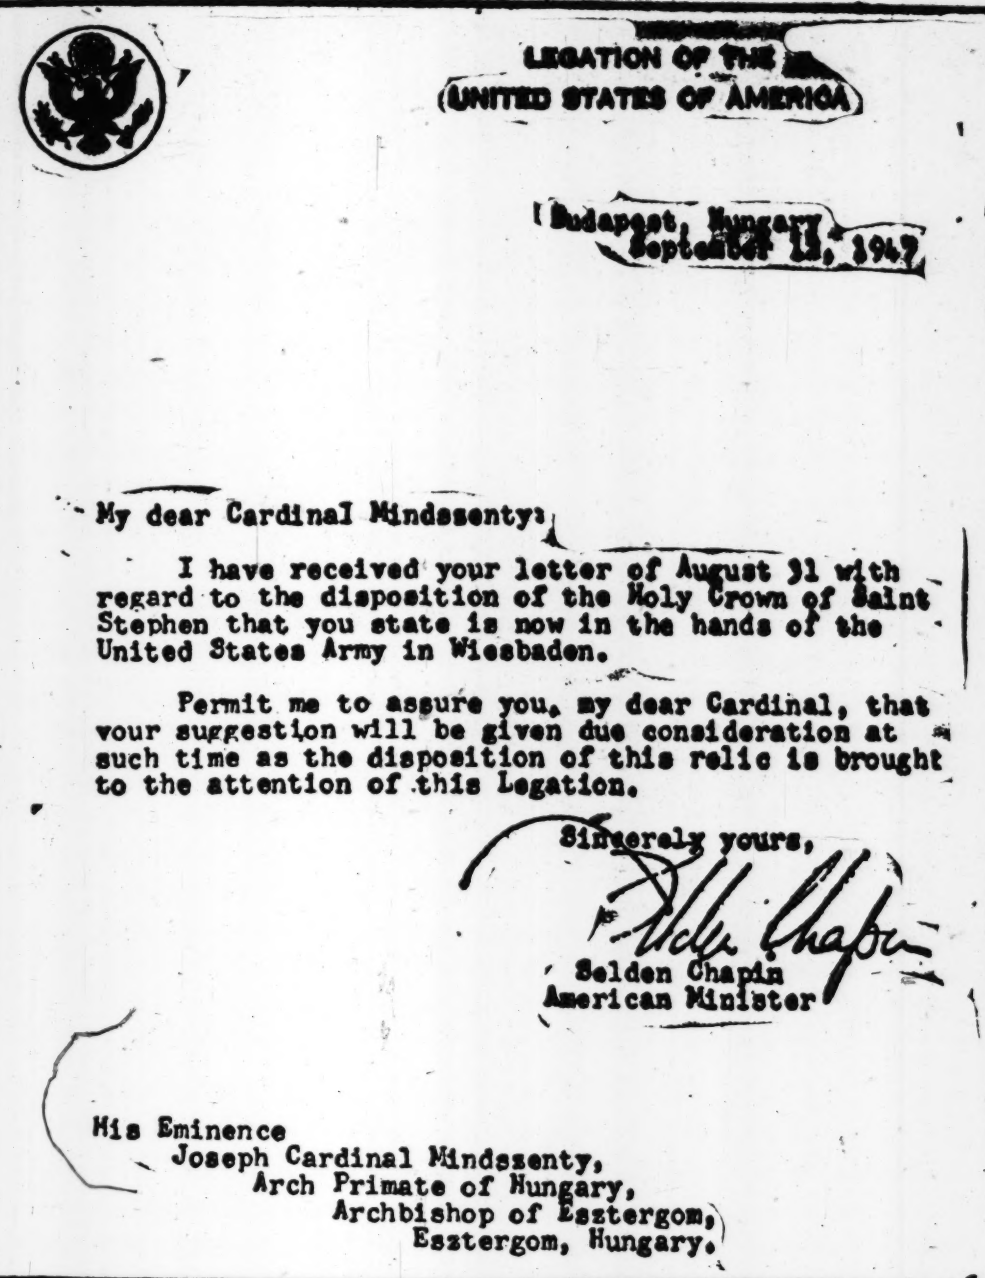 LEGATION OF THE
UNITED STATES OF AMERICA
Budapest, Hungary
September 12, 1947
My dear Cardinal Mindszenty:
I have received your letter of August 31 with
regard to the disposition of the Holy Crown of Saint
Stephen that you state is now in the hands of the
United States Army in Wiesbaden.
Permit me to assure you, my dear Cardinal, that
your suggestion will be given due consideration at
such time as the disposition of this relic is brought
to the attention of this Legation.
Sincerely yours,
Selden Chapin
Selden Chapin
American Minister
His Eminence
Joseph Cardinal Mindszenty,
Arch Primate of Hungary,
Archbishop of Esztergom,
Esztergom, Hungary.